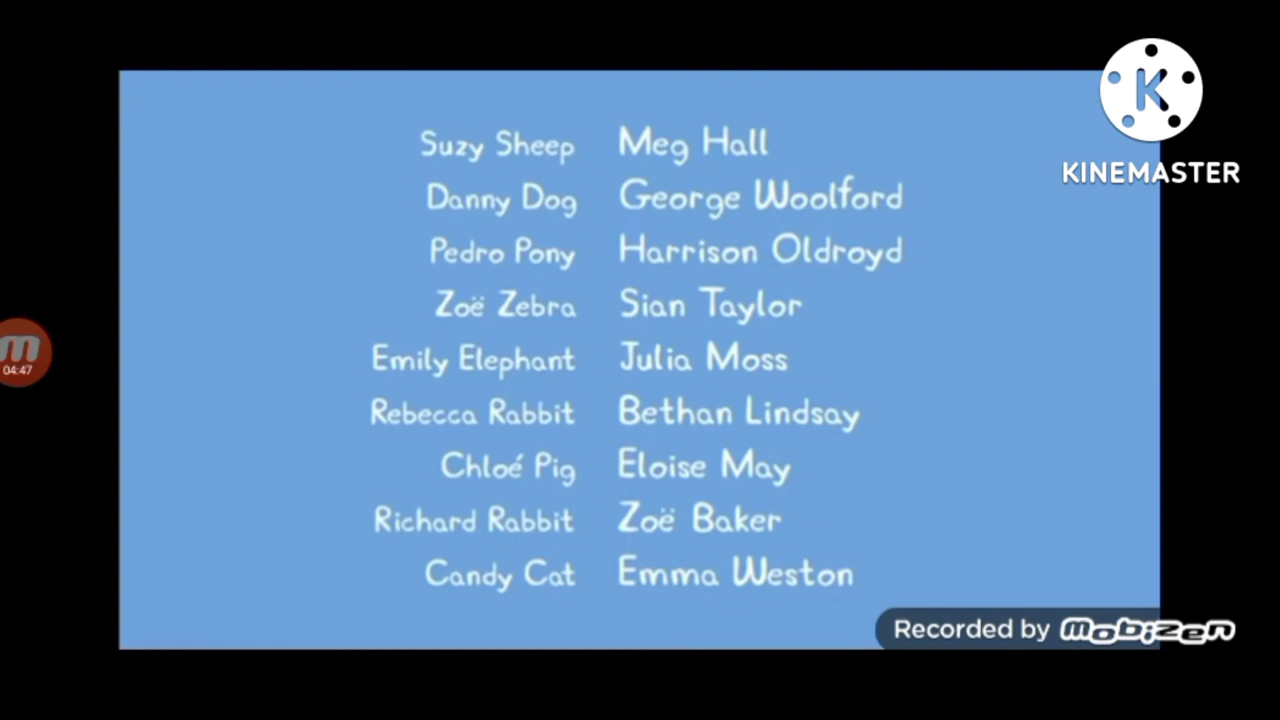 K
KINEMASTER
Suzy Sheep Meg Hall
Danny Dog George Woolford
Pedro Pony Harrison Oldroyd
Zoë Zebra Sian Taylor
Emily Elephant Julia Moss
Rebecca Rabbit Bethan Lindsay
Chloé Pig Eloise May
Richard Rabbit Zoë Baker
Candy Cat Emma Weston
m
04:47
Recorded by mobizen